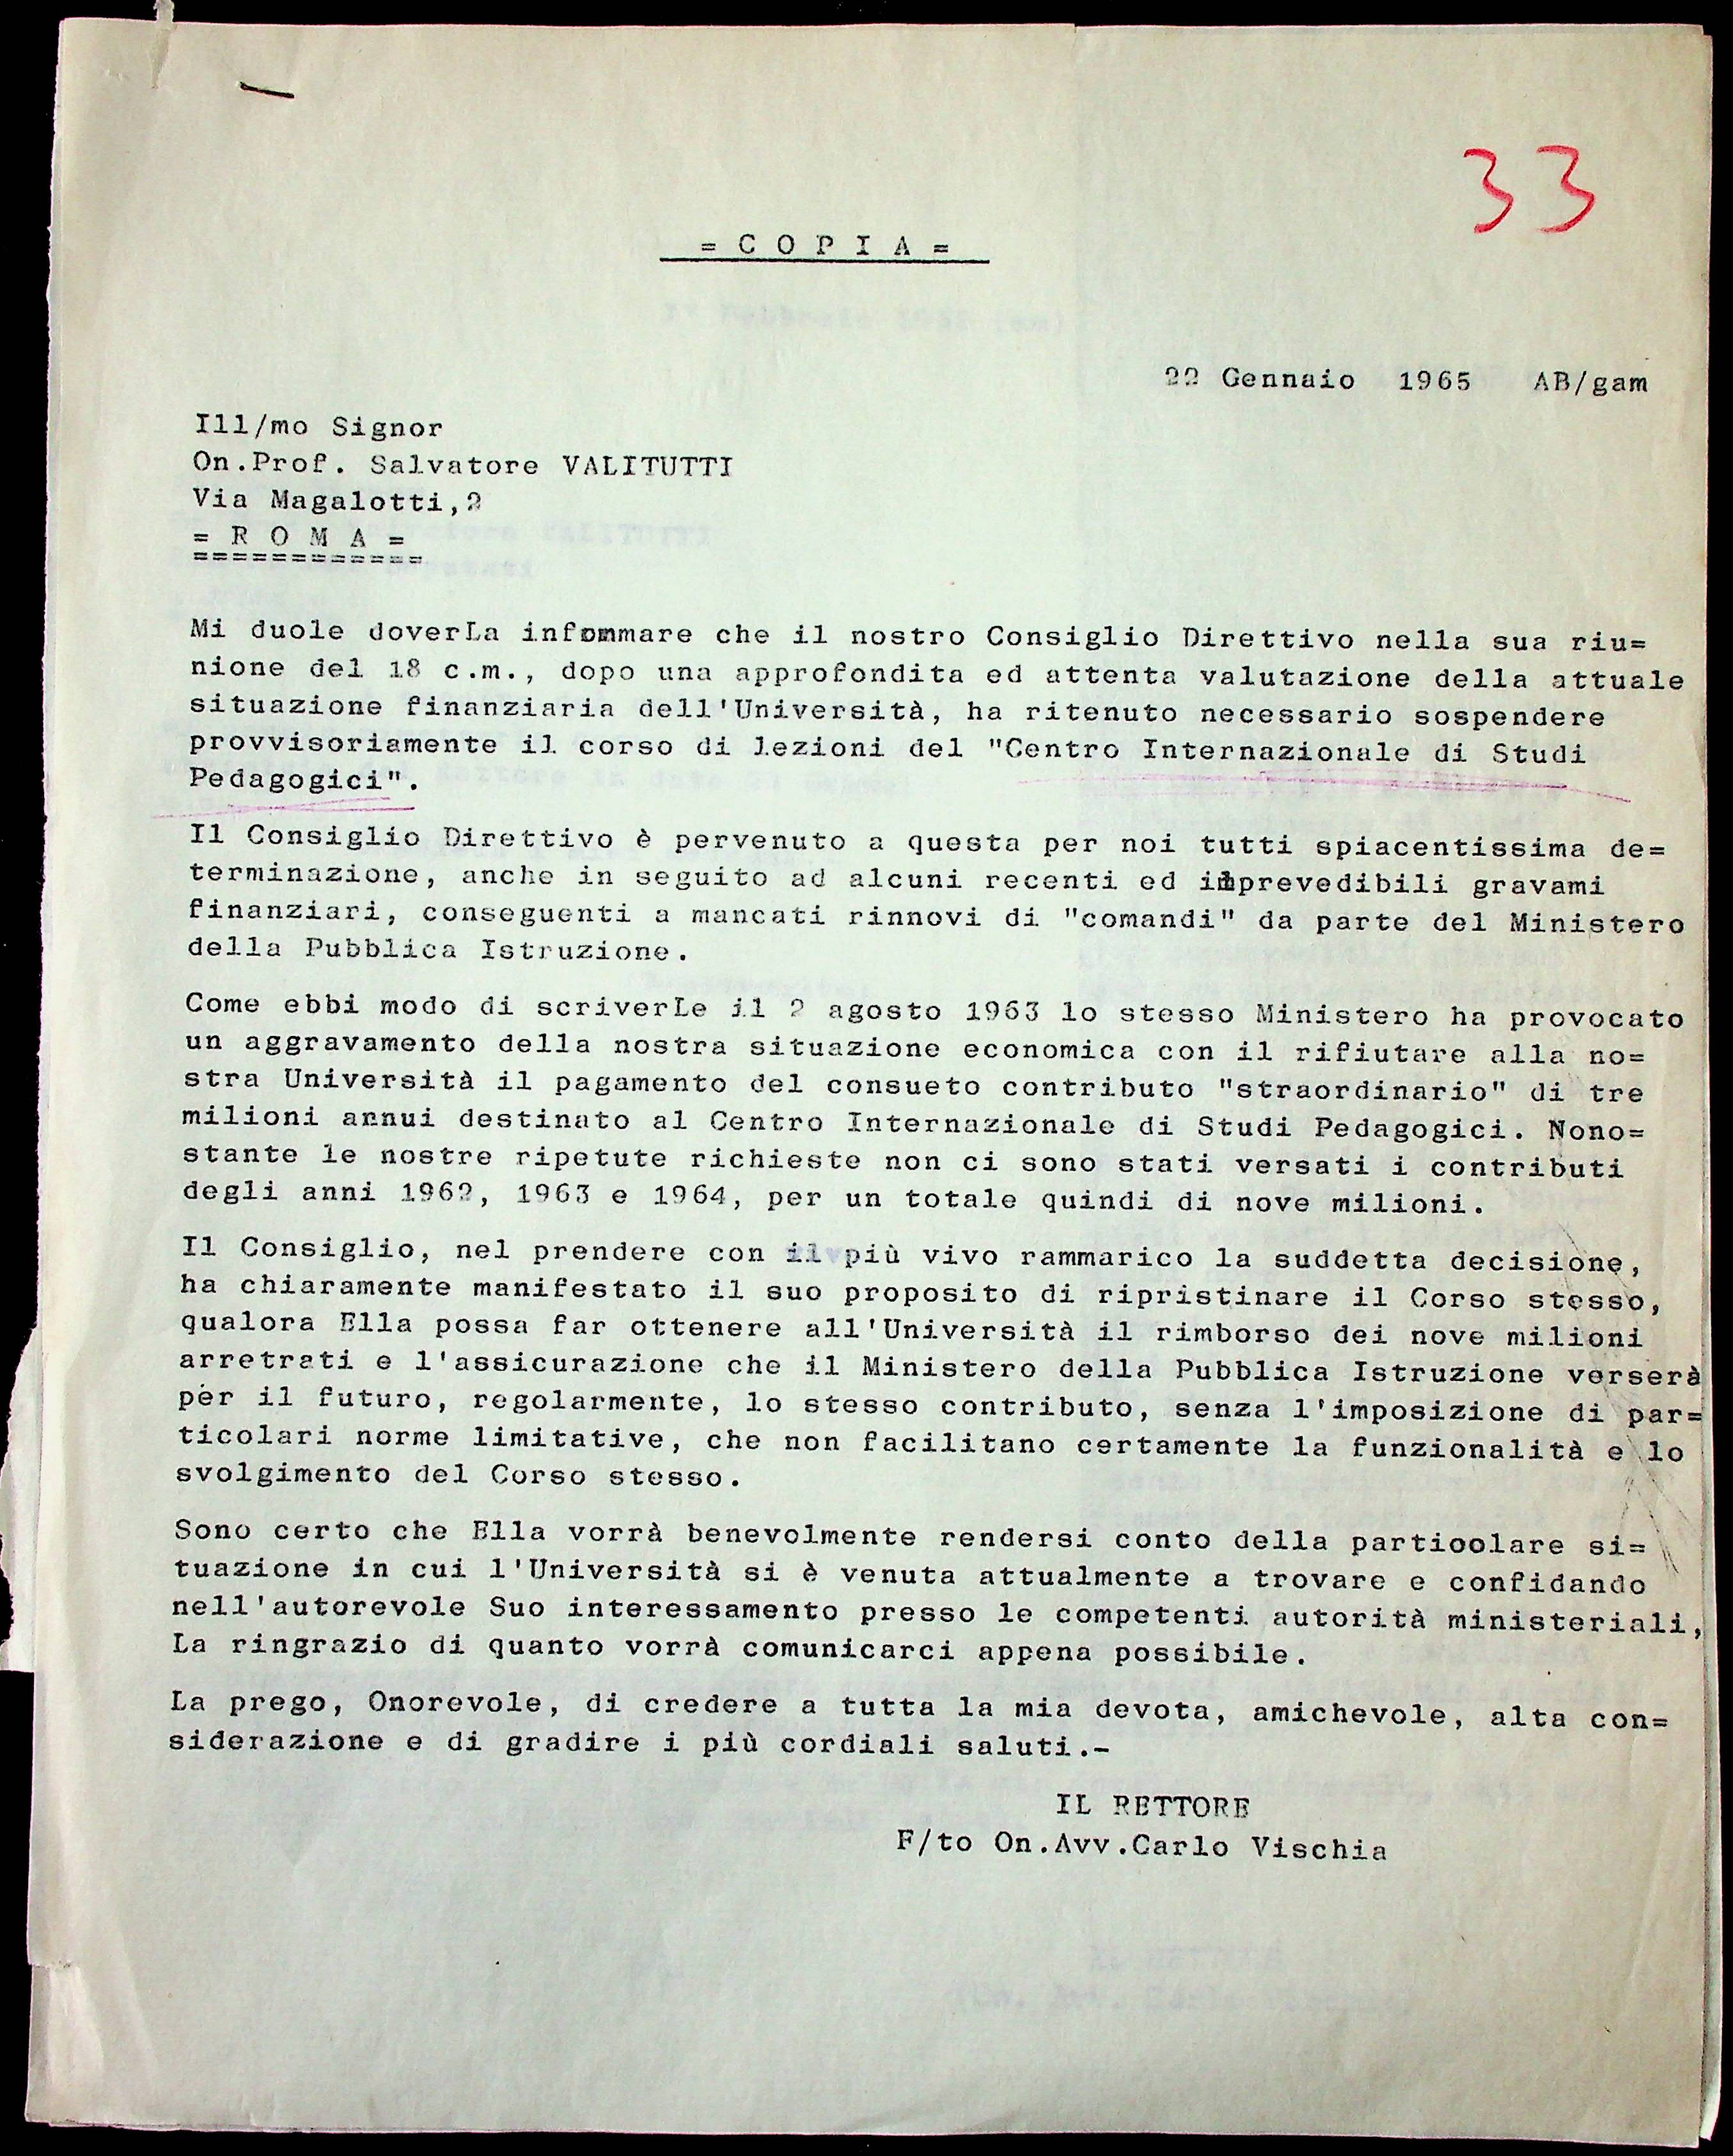 33
= C O P I A =
22 Gennaio 1965 AB/gam
Ill/mo Signor
On.Prof. Salvatore VALITUTTI
Via Magalotti,2
= R O M A =
============
Mi duole doverLa infommare che il nostro Consiglio Direttivo nella sua riu=
nione del 18 c.m., dopo una approfondita ed attenta valutazione della attuale
situazione finanziaria dell'Università, ha ritenuto necessario sospendere
provvisoriamente il corso di lezioni del "Centro Internazionale di Studi
Pedagogici".
Il Consiglio Direttivo è pervenuto a questa per noi tutti spiacentissima de=
terminazione, anche in seguito ad alcuni recenti ed imprevedibili gravami
finanziari, conseguenti a mancati rinnovi di "comandi" da parte del Ministero
della Pubblica Istruzione.
Come ebbi modo di scriverLe il 2 agosto 1963 lo stesso Ministero ha provocato
un aggravamento della nostra situazione economica con il rifiutare alla no=
stra Università il pagamento del consueto contributo "straordinario" di tre
milioni annui destinato al Centro Internazionale di Studi Pedagogici. Nono=
stante le nostre ripetute richieste non ci sono stati versati i contributi
degli anni 1962, 1963 e 1964, per un totale quindi di nove milioni.
Il Consiglio, nel prendere con il più vivo rammarico la suddetta decisione,
ha chiaramente manifestato il suo proposito di ripristinare il Corso stesso,
qualora Ella possa far ottenere all'Università il rimborso dei nove milioni
arretrati e l'assicurazione che il Ministero della Pubblica Istruzione verserà
per il futuro, regolarmente, lo stesso contributo, senza l'imposizione di par=
ticolari norme limitative, che non facilitano certamente la funzionalità e lo
svolgimento del Corso stesso.
Sono certo che Ella vorrà benevolmente rendersi conto della partioolare si=
tuazione in cui l'Università si è venuta attualmente a trovare e confidando
nell'autorevole Suo interessamento presso le competenti autorità ministeriali,
La ringrazio di quanto vorrà comunicarci appena possibile.
La prego, Onorevole, di credere a tutta la mia devota, amichevole, alta con=
siderazione e di gradire i più cordiali saluti.-
IL RETTORE
F/to On.Avv.Carlo Vischia